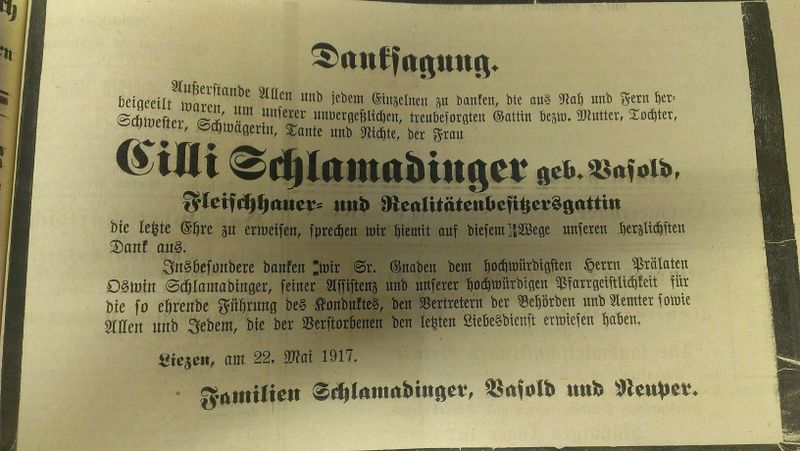 Danksagung.
Außerstande Allen und jedem Einzelnen zu danken, die aus Nah und Fern her-
beigeeilt waren, um unserer unvergeßlichen, treubesorgten Gattin bezw. Mutter, Tochter,
Schwester, Schwägerin, Tante und Nichte, der Frau
Cilli Schlamadinger geb. Vasold,
Fleischhauer- und Realitätenbesitzersgattin
die letzte Ehre zu erweisen, sprechen wir hiemit auf diesem Wege unseren herzlichsten
Dank aus.
Insbesondere danken wir Sr. Gnaden dem hochwürdigsten Herrn Prälaten
Oswin Schlamadinger, seiner Assistenz und unserer hochwürdigen Pfarrgeistlichkeit für
die so ehrende Führung des Konduktes, den Vertretern der Behörden und Aemter sowie
Allen und Jedem, die der Verstorbenen den letzten Liebesdienst erwiesen haben.
Liezen, am 22. Mai 1917.
Familien Schlamadinger, Vasold und Neuper.